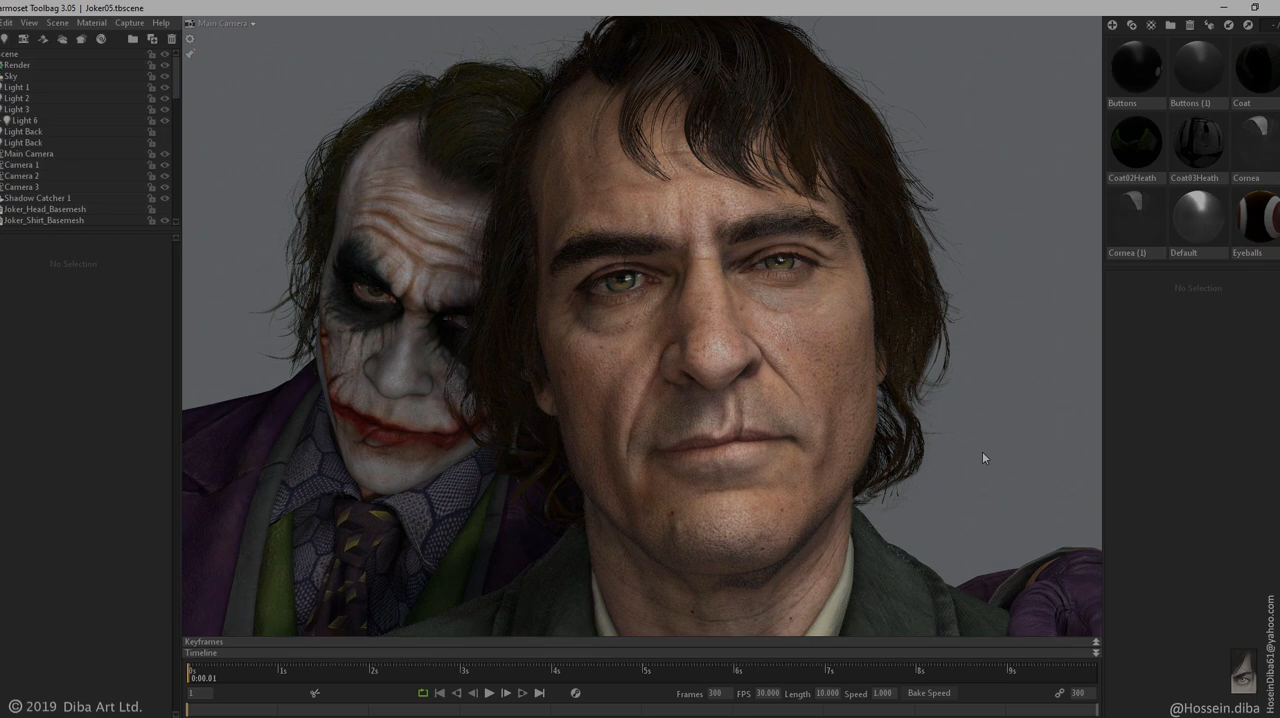 armoset Toolbag 3.05 | Joker05.tbscene
Edit View Scene Material Capture Help
Main Camera
cene
Render
Sky
Light 1
Light 2
Light 3
Light 6
Light Back
Light Back
Main Camera
Camera 1
Camera 2
Camera 3
Shadow Catcher 1
Joker_Head_Basemesh
Joker_Shirt_Basemesh
No Selection
Buttons
Buttons (1)
Coat
Coat02Heath
Coat03Heath
Cornea
Cornea (1)
Default
Eyeballs
No Selection
Keyframes
Timeline
0s 1s 2s 3s 4s 5s 6s 7s 8s 9s
0:00.01
1
Frames 300 FPS 30.000 Length 10.000 Speed 1.000 Bake Speed 300
© 2019 Diba Art Ltd.
@Hossein.diba
HoseinDiba61@yahoo.com